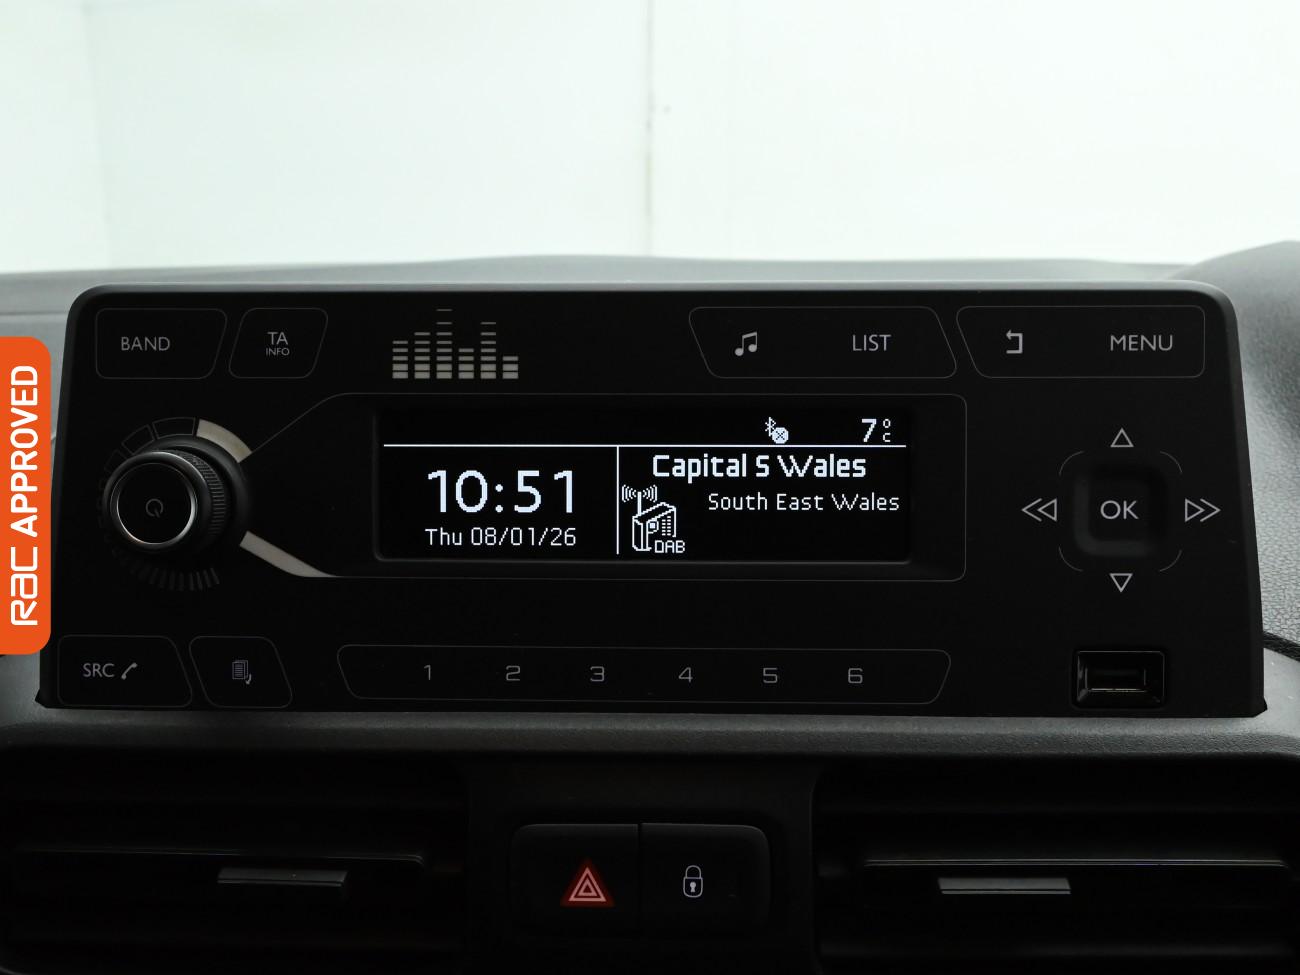 BAND
TA
INFO
LIST
MENU
7°C
10:51
Thu 08/01/26
Capital S Wales
South East Wales
DAB
OK
SRC
1 2 3 4 5 6
RAC APPROVED